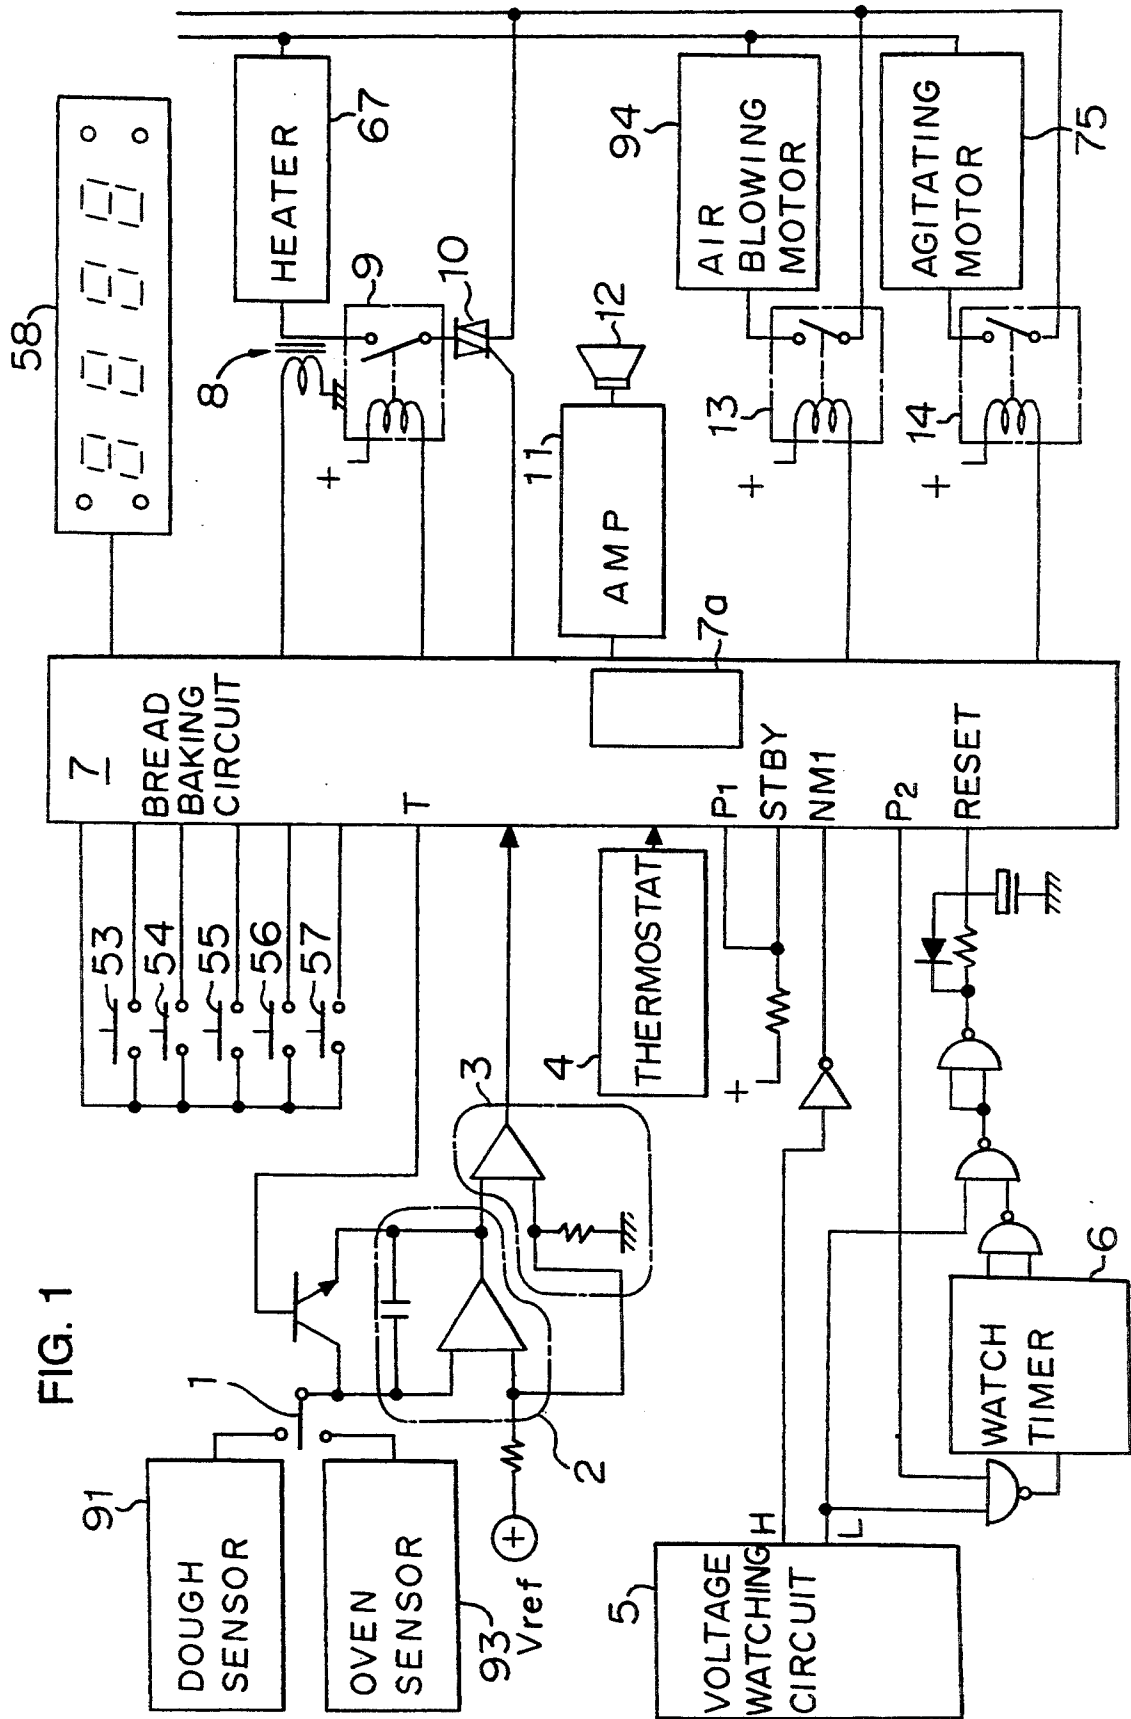 FIG. 1
91
DOUGH
SENSOR
1
OVEN
SENSOR
93
Vref
+
2
3
53
54
55
56
57
7
BREAD
BAKING
CIRCUIT
T
4
THERMOSTAT
P1
STBY
NM1
P2
RESET
7a
+
5
VOLTAGE
WATCHING
CIRCUIT
H
L
WATCH
TIMER
6
58
HEATER
67
8
9
10
+
11
AMP
12
94
AIR
BLOWING
MOTOR
13
+
AGITATING
MOTOR
75
14
+